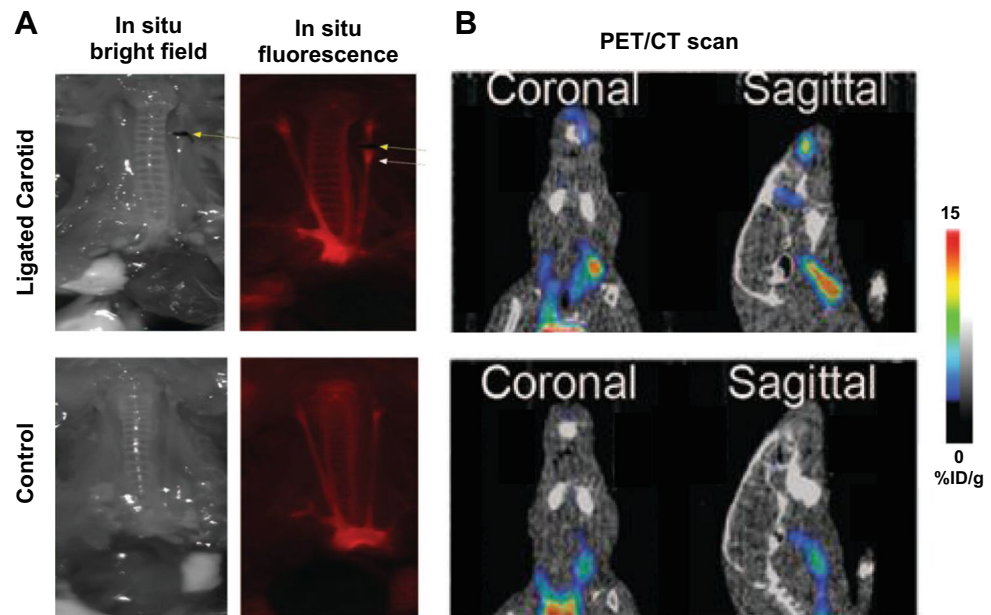 A
In situ
bright field
In situ
fluorescence
B
PET/CT scan
Ligated Carotid
Coronal
Sagittal
15
0
%ID/g
Control
Coronal
Sagittal